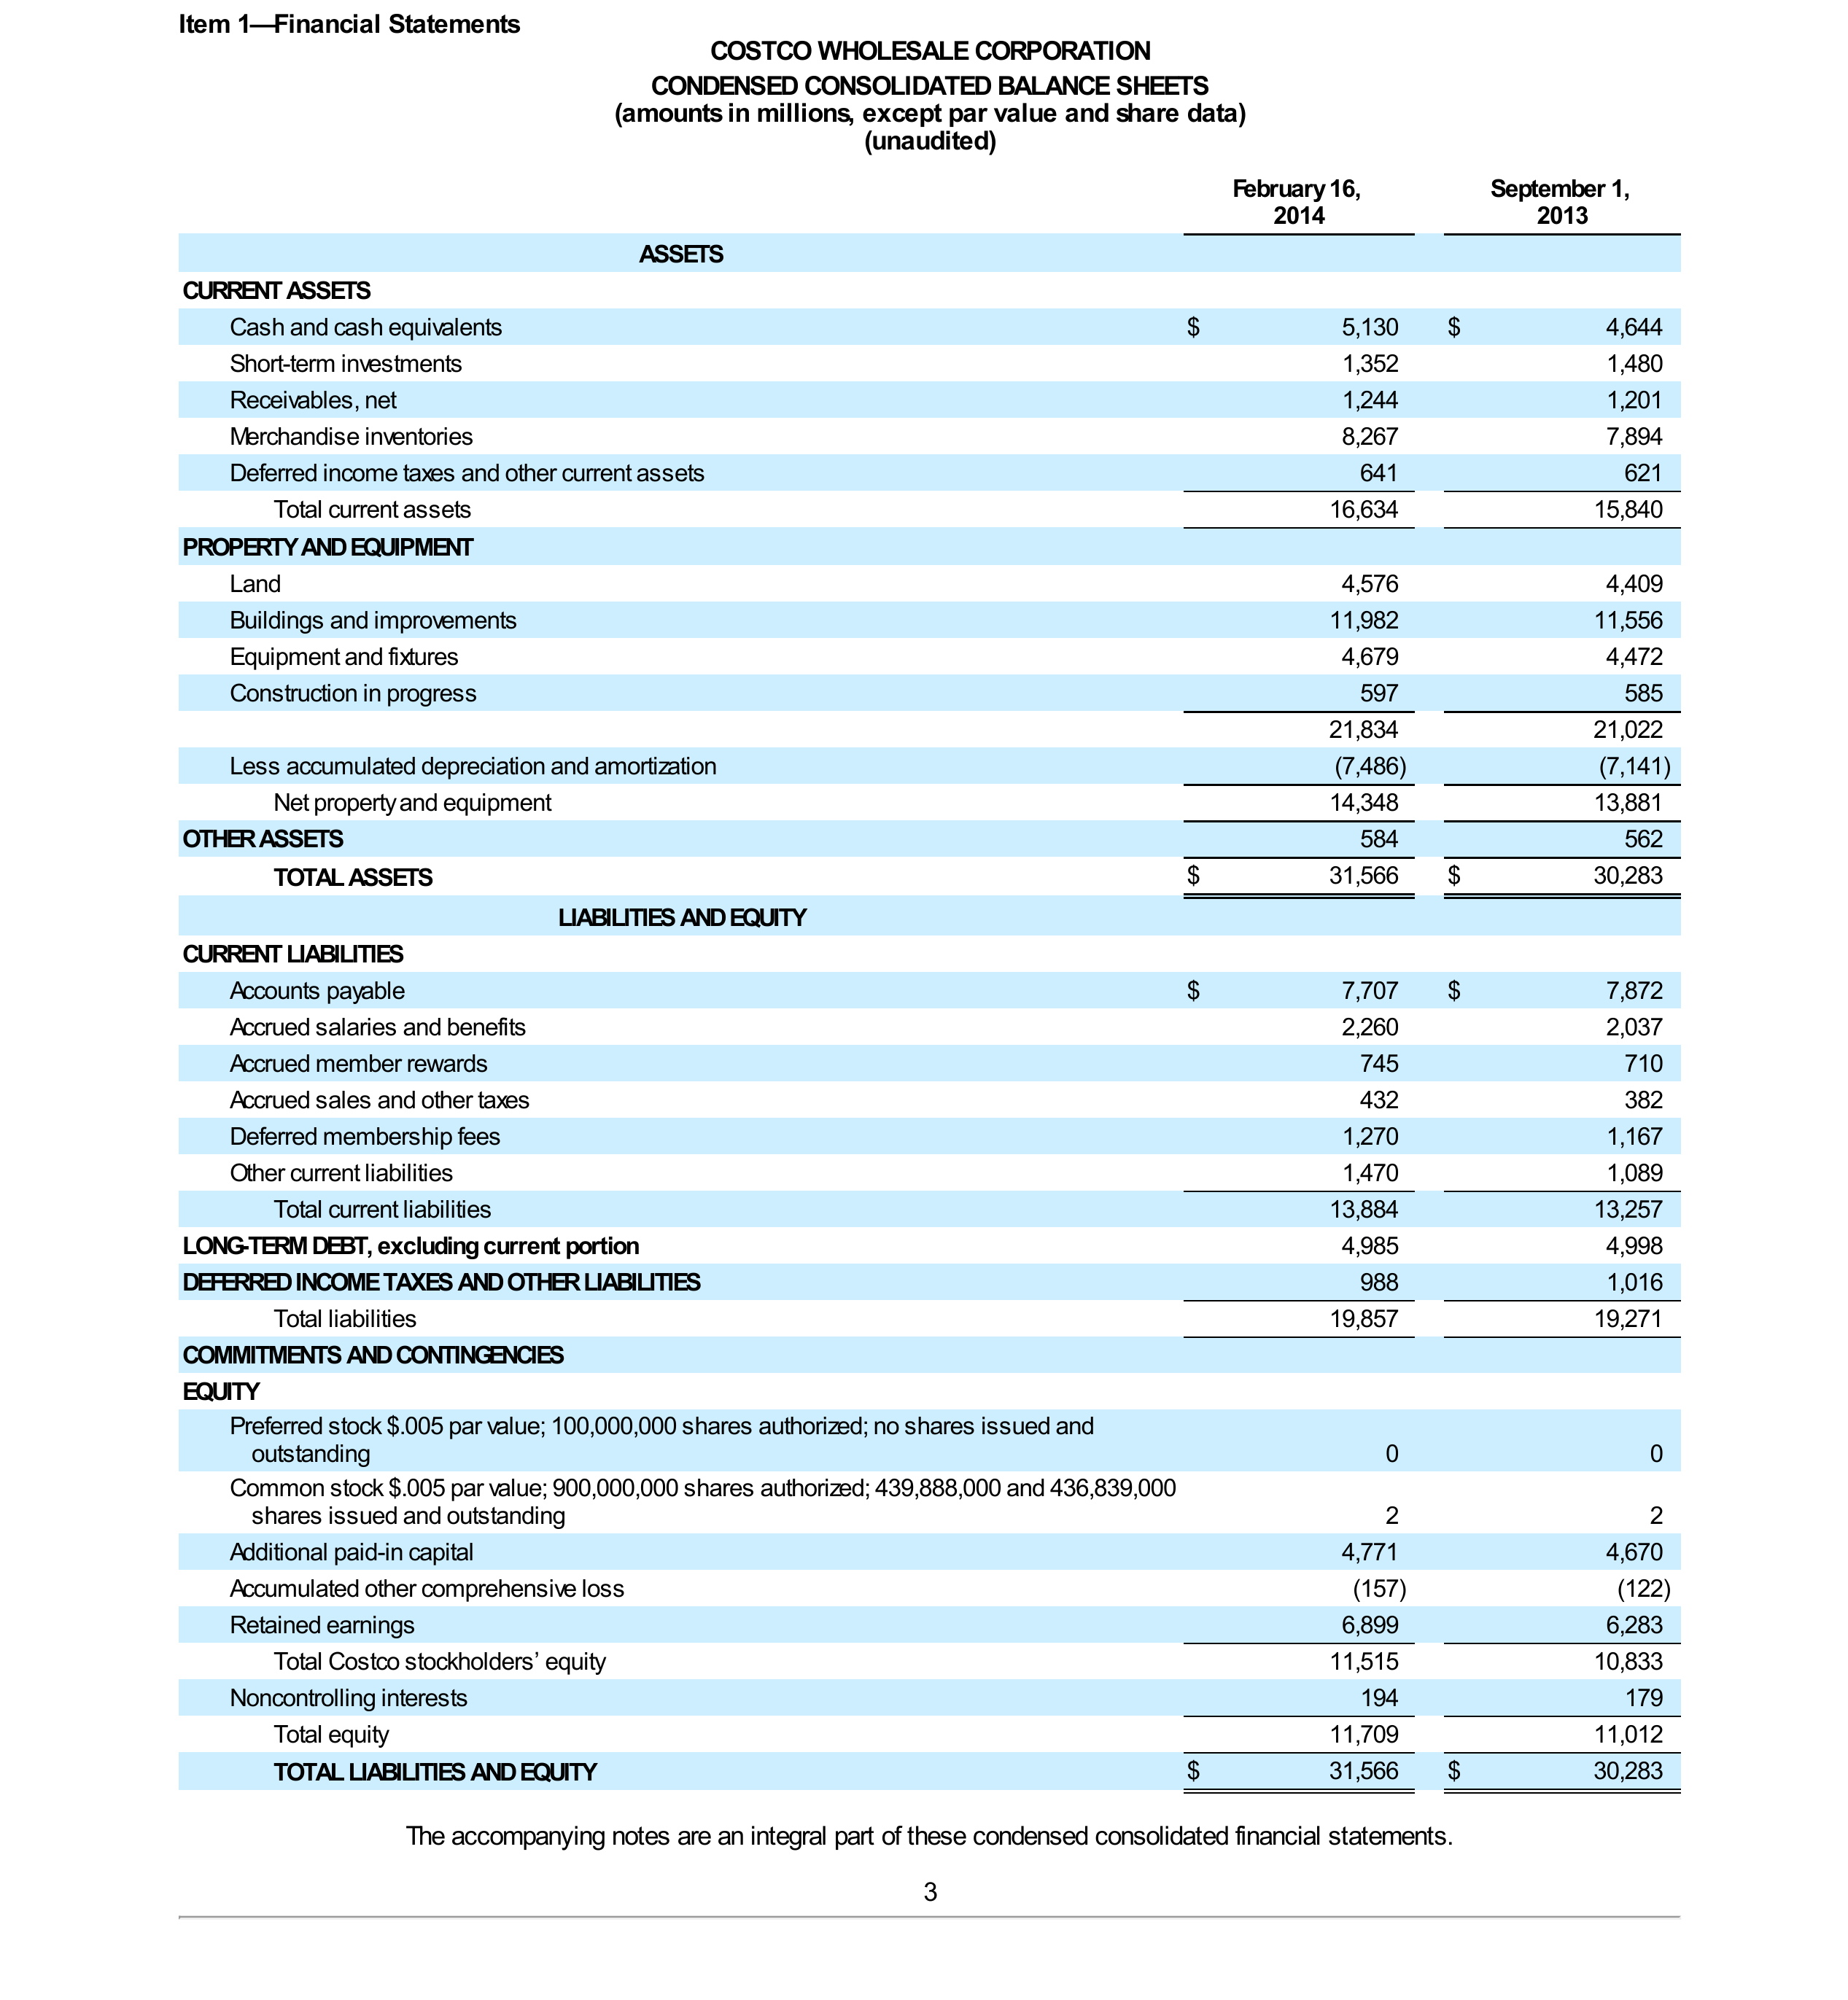 Item 1—Financial Statements
COSTCO WHOLESALE CORPORATION
CONDENSED CONSOLIDATED BALANCE SHEETS
(amounts in millions, except par value and share data)
(unaudited)
February 16, 2014 September 1, 2013
ASSETS
CURRENT ASSETS
Cash and cash equivalents $ 5,130 $ 4,644
Short-term investments 1,352 1,480
Receivables, net 1,244 1,201
Merchandise inventories 8,267 7,894
Deferred income taxes and other current assets 641 621
Total current assets 16,634 15,840
PROPERTY AND EQUIPMENT
Land 4,576 4,409
Buildings and improvements 11,982 11,556
Equipment and fixtures 4,679 4,472
Construction in progress 597 585
21,834 21,022
Less accumulated depreciation and amortization (7,486) (7,141)
Net property and equipment 14,348 13,881
OTHER ASSETS 584 562
TOTAL ASSETS $ 31,566 $ 30,283
LIABILITIES AND EQUITY
CURRENT LIABILITIES
Accounts payable $ 7,707 $ 7,872
Accrued salaries and benefits 2,260 2,037
Accrued member rewards 745 710
Accrued sales and other taxes 432 382
Deferred membership fees 1,270 1,167
Other current liabilities 1,470 1,089
Total current liabilities 13,884 13,257
LONG-TERM DEBT, excluding current portion 4,985 4,998
DEFERRED INCOME TAXES AND OTHER LIABILITIES 988 1,016
Total liabilities 19,857 19,271
COMMITMENTS AND CONTINGENCIES
EQUITY
Preferred stock $.005 par value; 100,000,000 shares authorized; no shares issued and
outstanding 0 0
Common stock $.005 par value; 900,000,000 shares authorized; 439,888,000 and 436,839,000
shares issued and outstanding 2 2
Additional paid-in capital 4,771 4,670
Accumulated other comprehensive loss (157) (122)
Retained earnings 6,899 6,283
Total Costco stockholders’ equity 11,515 10,833
Noncontrolling interests 194 179
Total equity 11,709 11,012
TOTAL LIABILITIES AND EQUITY $ 31,566 $ 30,283
The accompanying notes are an integral part of these condensed consolidated financial statements.
3